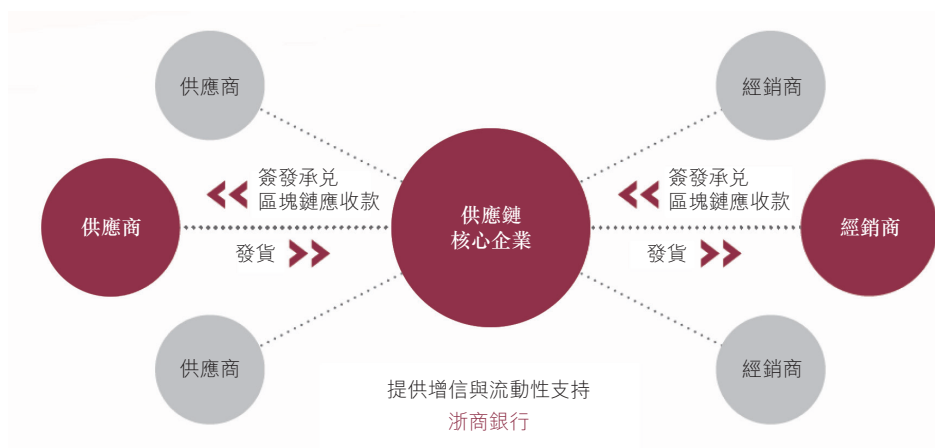 供應商
經銷商
簽發承兑
區塊鏈應收款
簽發承兑
區塊鏈應收款
供應商
供應鏈
核心企業
經銷商
發貨
發貨
供應商
經銷商
提供增信與流動性支持
浙商銀行